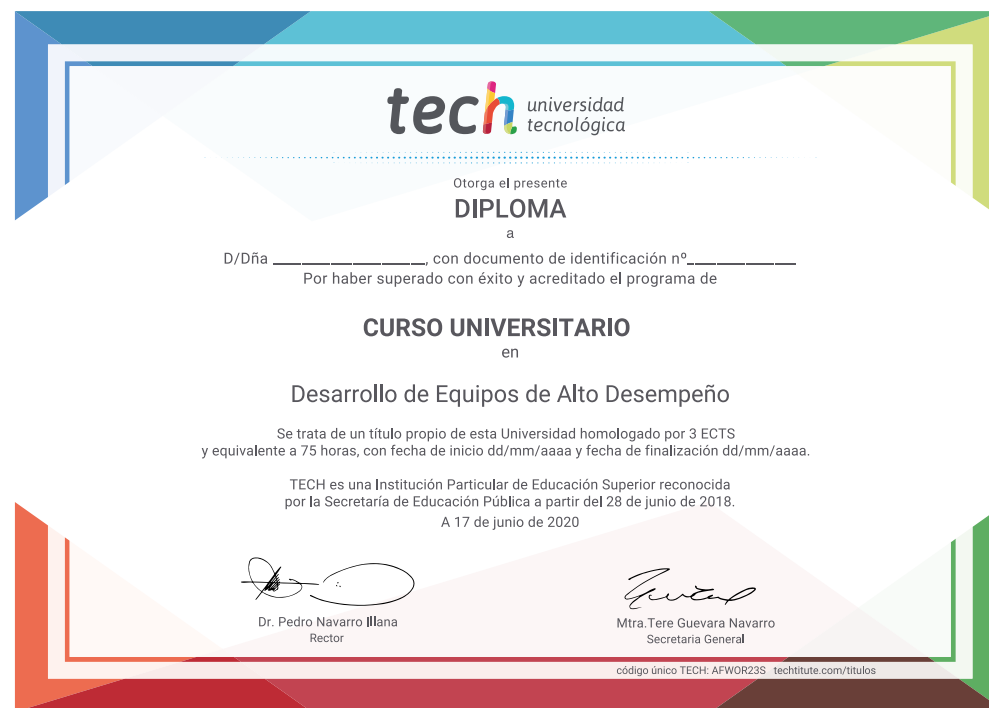 tech universidad
tecnológica
Otorga el presente
DIPLOMA
a
D/Dña ____________________, con documento de identificación nº______________
Por haber superado con éxito y acreditado el programa de
CURSO UNIVERSITARIO
en
Desarrollo de Equipos de Alto Desempeño
Se trata de un título propio de esta Universidad homologado por 3 ECTS
y equivalente a 75 horas, con fecha de inicio dd/mm/aaaa y fecha de finalización dd/mm/aaaa.
TECH es una Institución Particular de Educación Superior reconocida
por la Secretaría de Educación Pública a partir del 28 de junio de 2018.
A 17 de junio de 2020
Dr. Pedro Navarro Illana
Rector
Mtra.Tere Guevara Navarro
Secretaria General
código único TECH: AFWOR23S techtitute.com/titulos